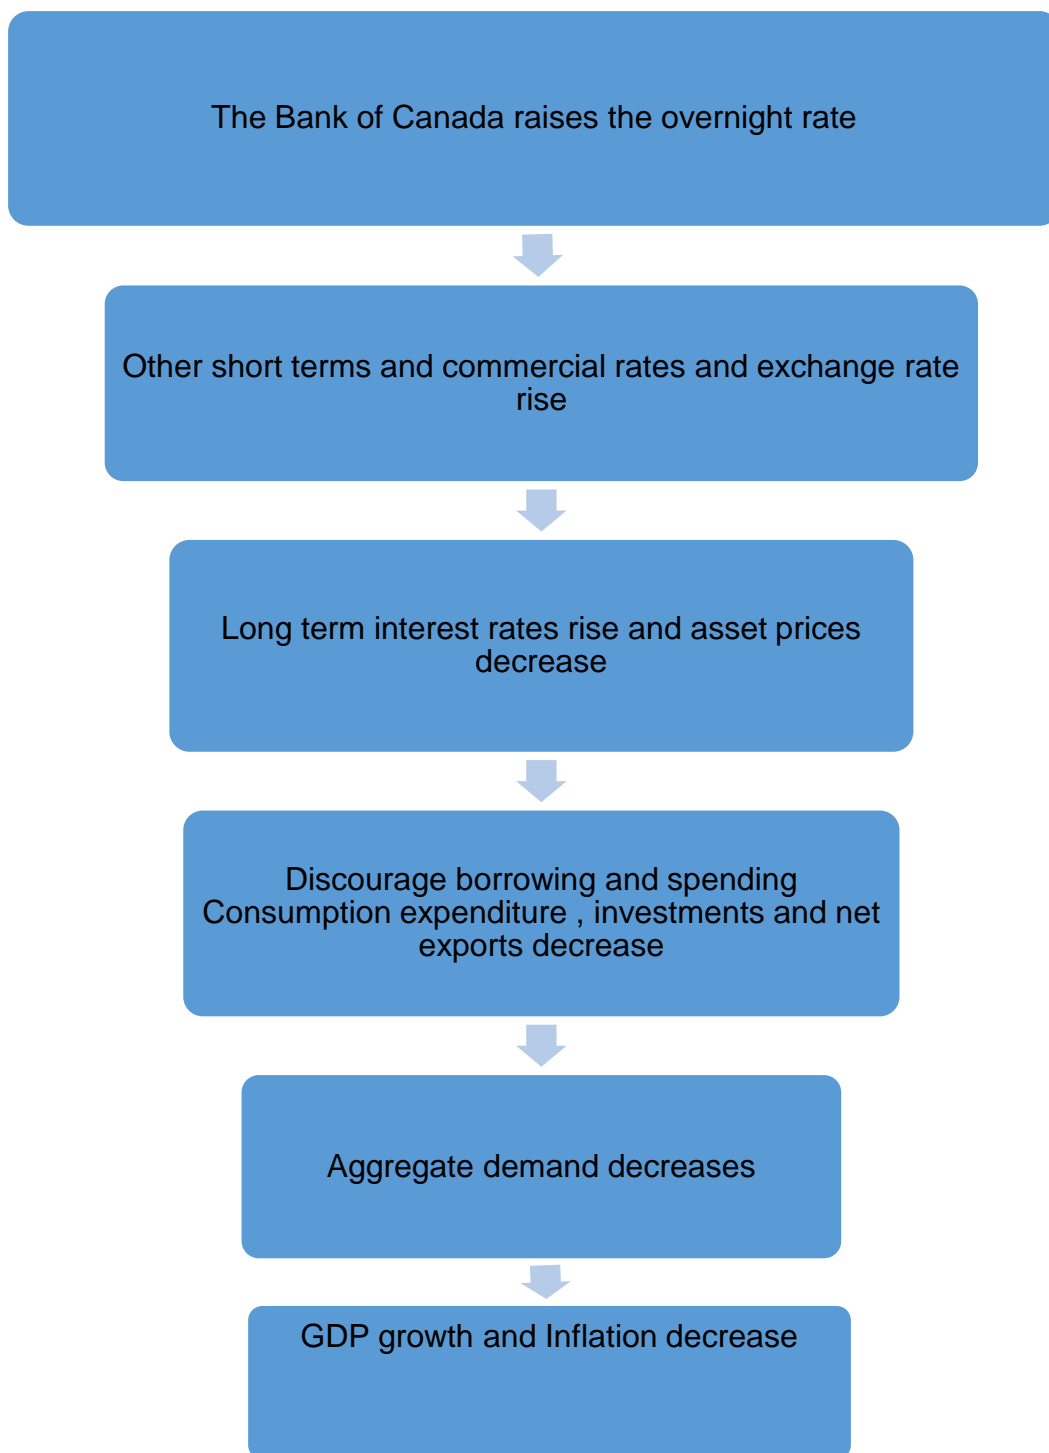 The Bank of Canada raises the overnight rate
Other short terms and commercial rates and exchange rate
rise
Long term interest rates rise and asset prices
decrease
Discourage borrowing and spending
Consumption expenditure , investments and net
exports decrease
Aggregate demand decreases
GDP growth and Inflation decrease